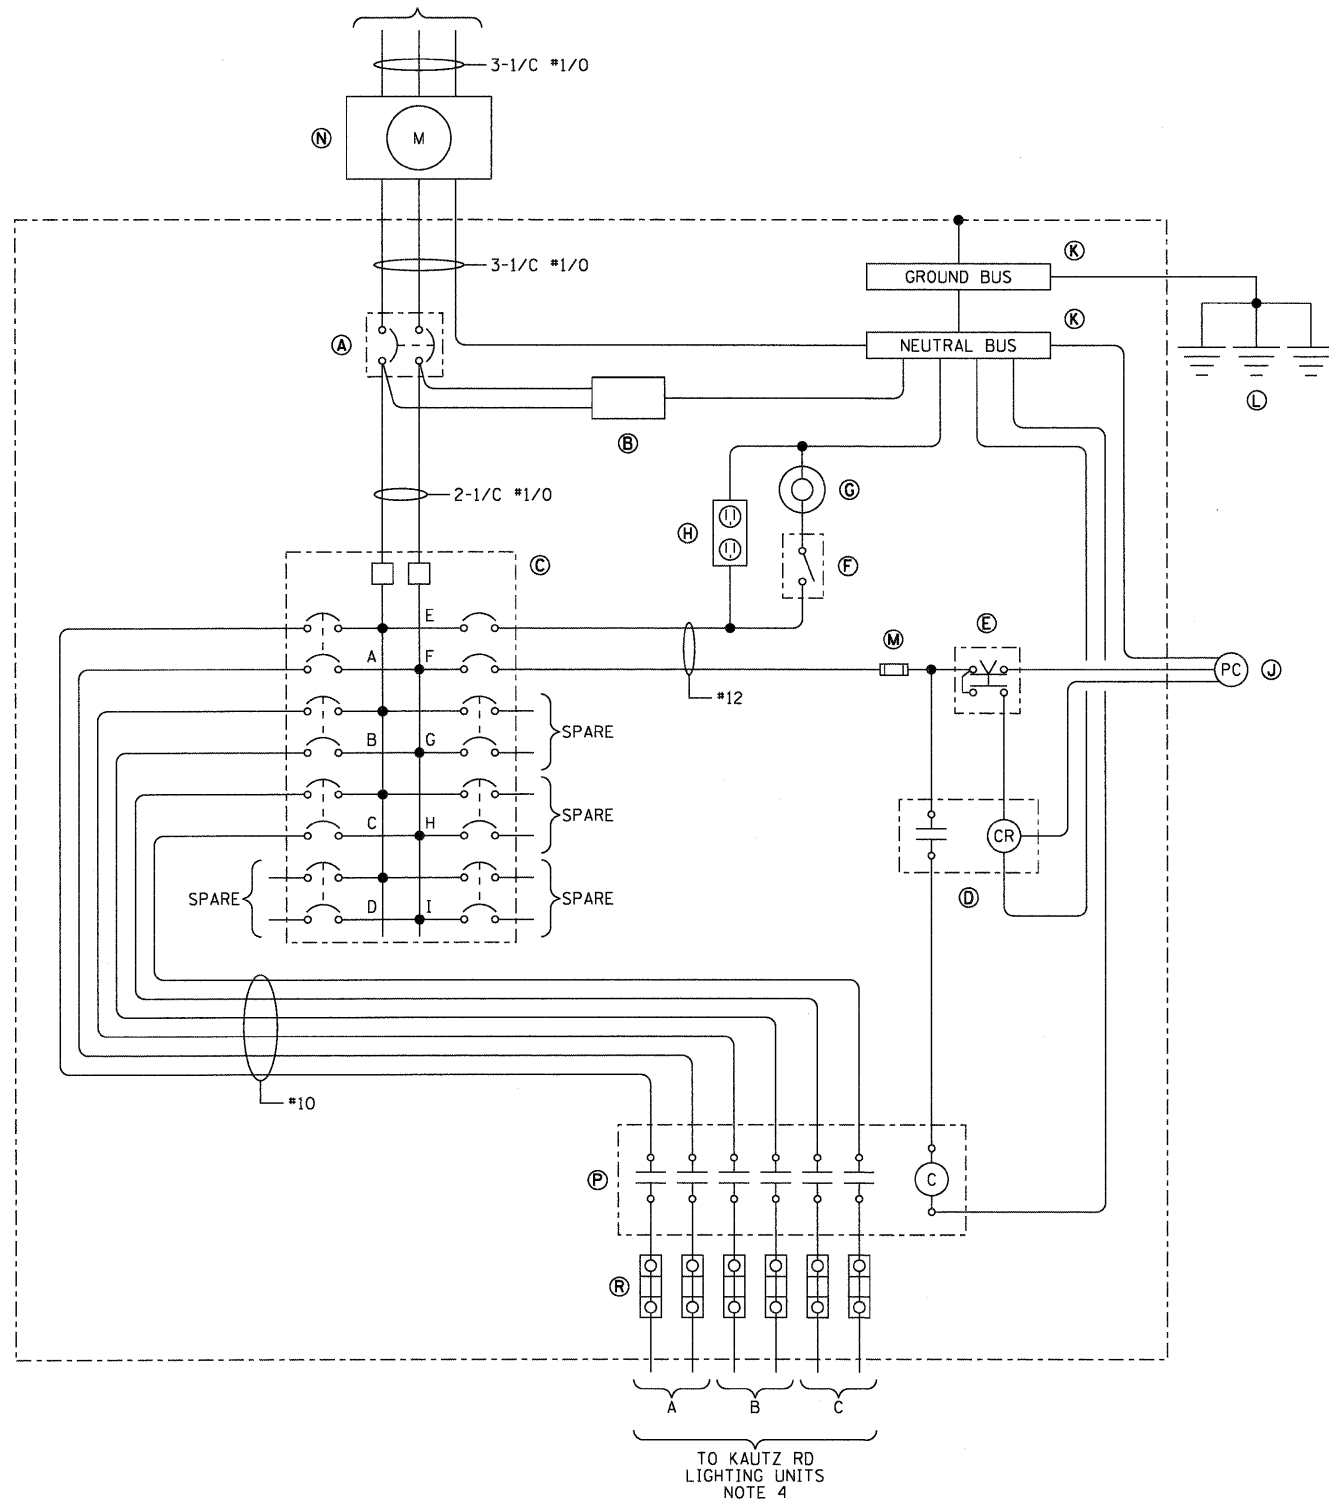 3-1/C #1/0
N
M
3-1/C #1/0
K
GROUND BUS
K
A
NEUTRAL BUS
L
B
2-1/C #1/0
G
H
C
F
E
E
M
A F
PC
J
#12
SPARE
B G
C H
SPARE
CR
SPARE
D I
SPARE
D
#10
P
C
R
A B C
TO KAUTZ RD
LIGHTING UNITS
NOTE 4